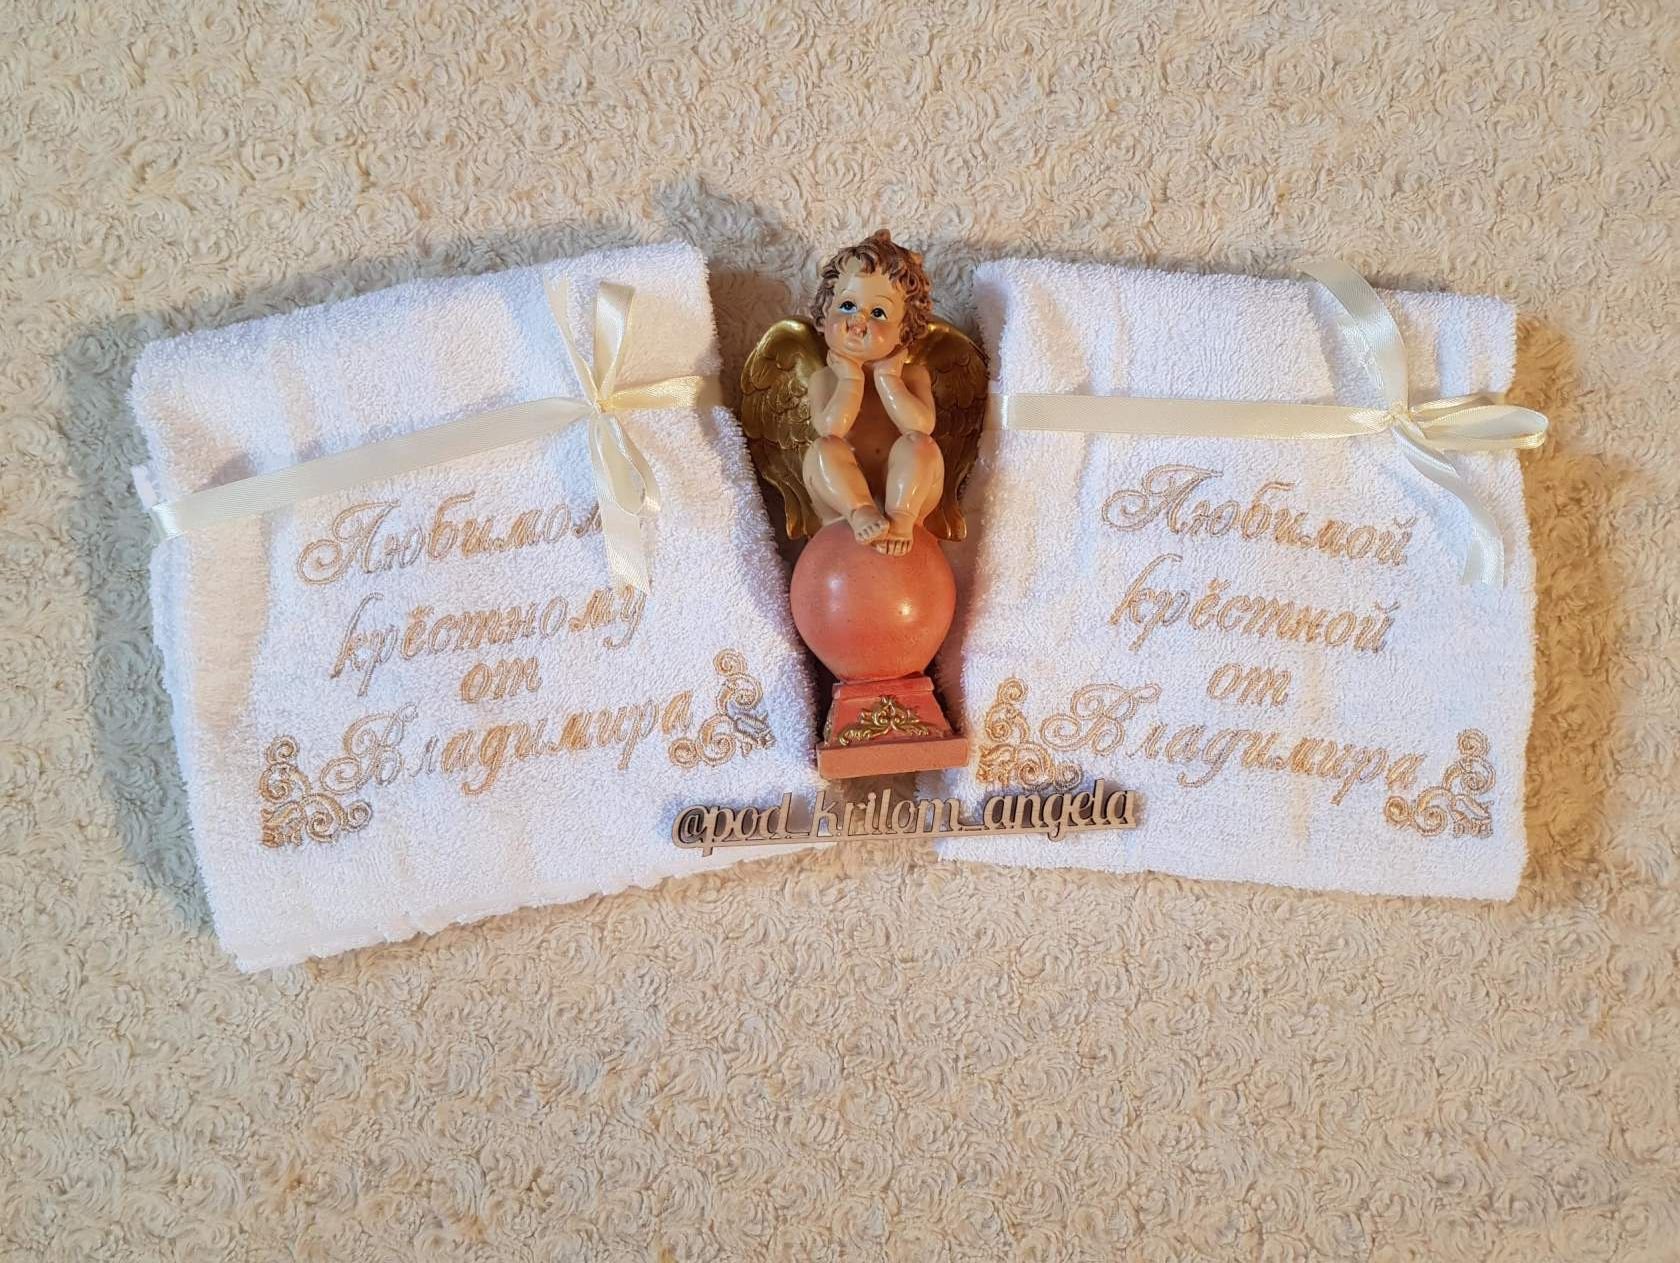 Любимому
крёстному
от
Владимира
Любимой
крёстной
от
Владимира
@pod_krilom_angela